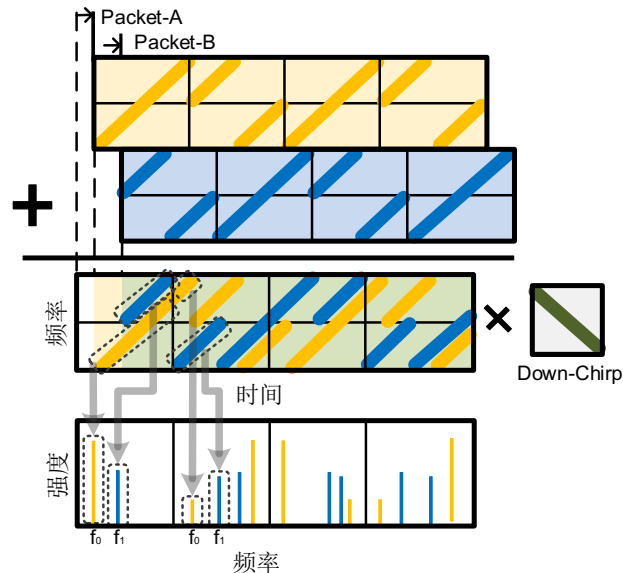 Packet-A
Packet-B
频率
Down-Chirp
时间
强度
f₀ f₁ f₀ f₁
频率